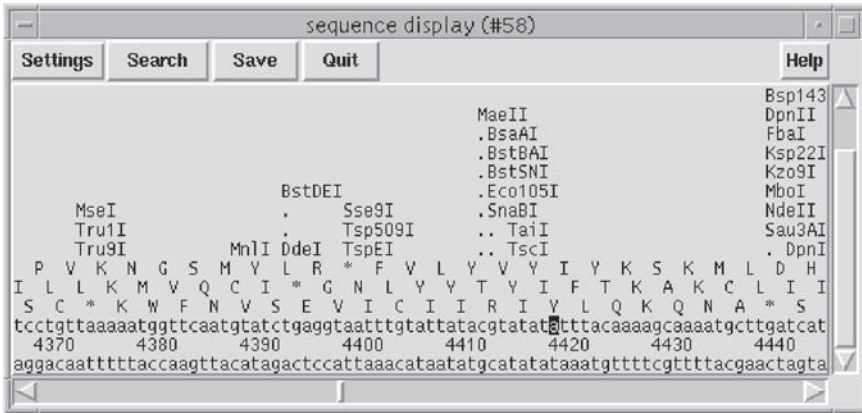 sequence display (#58)
Settings Search Save Quit Help
Bsp143
MaeII DpnII
.BsaAI FbaI
.BstBAI Ksp22I
.BstSNI Kzo9I
BstDEI .Eco105I MboI
MseI . Sse9I .SnaBI NdeII
Tru1I . Tsp509I .. TaiI Sau3AI
Tru9I MnlI DdeI TspEI .. TscI . DpnI
P V K N G S M Y L R * F V L Y V Y I Y K S K M L D H
I L L K M V Q C I * G N L Y Y T Y I F T K A K C L I I
S C * K W F N V S E V I C I I R I Y L Q K Q N A * S
tcctgttaaaaatggttcaatgtatctgaggtaatttgtattatacgtatatatttacaaaagcaaaatgcttgatcat
4370 4380 4390 4400 4410 4420 4430 4440
aggacaatttttaccaagttacatagactccattaaacataatatgcatatataaatgttttcgttttacgaactagta